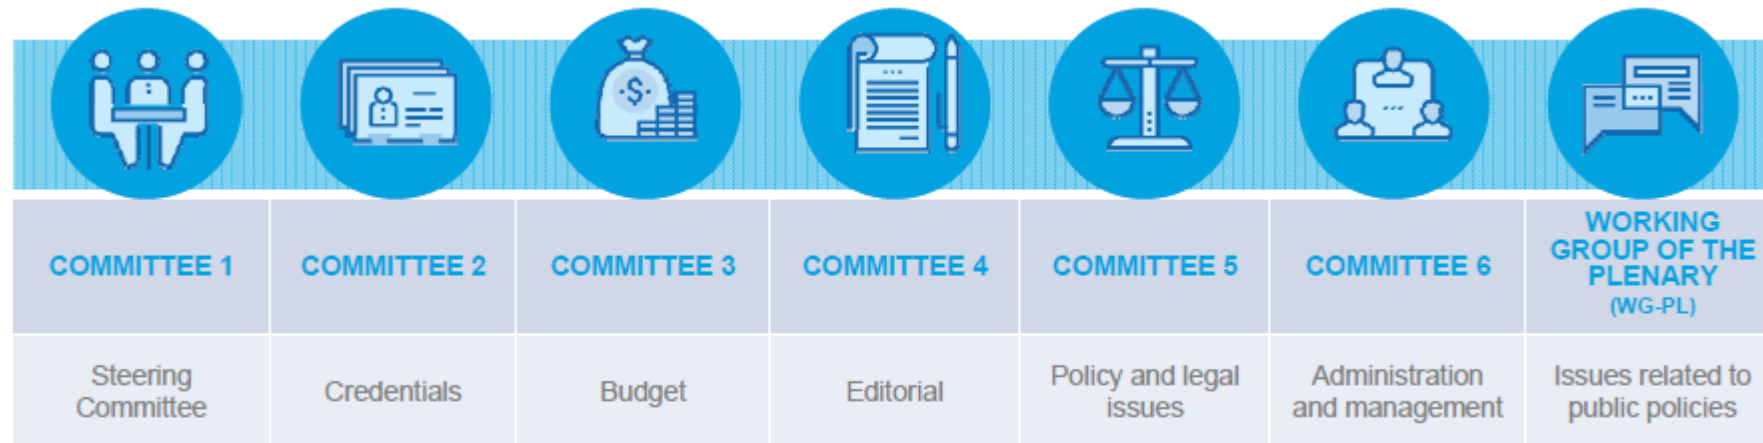 COMMITTEE 1
COMMITTEE 2
COMMITTEE 3
COMMITTEE 4
COMMITTEE 5
COMMITTEE 6
WORKING
GROUP OF THE
PLENARY
(WG-PL)
Steering
Committee
Credentials
Budget
Editorial
Policy and legal
issues
Administration
and management
Issues related to
public policies